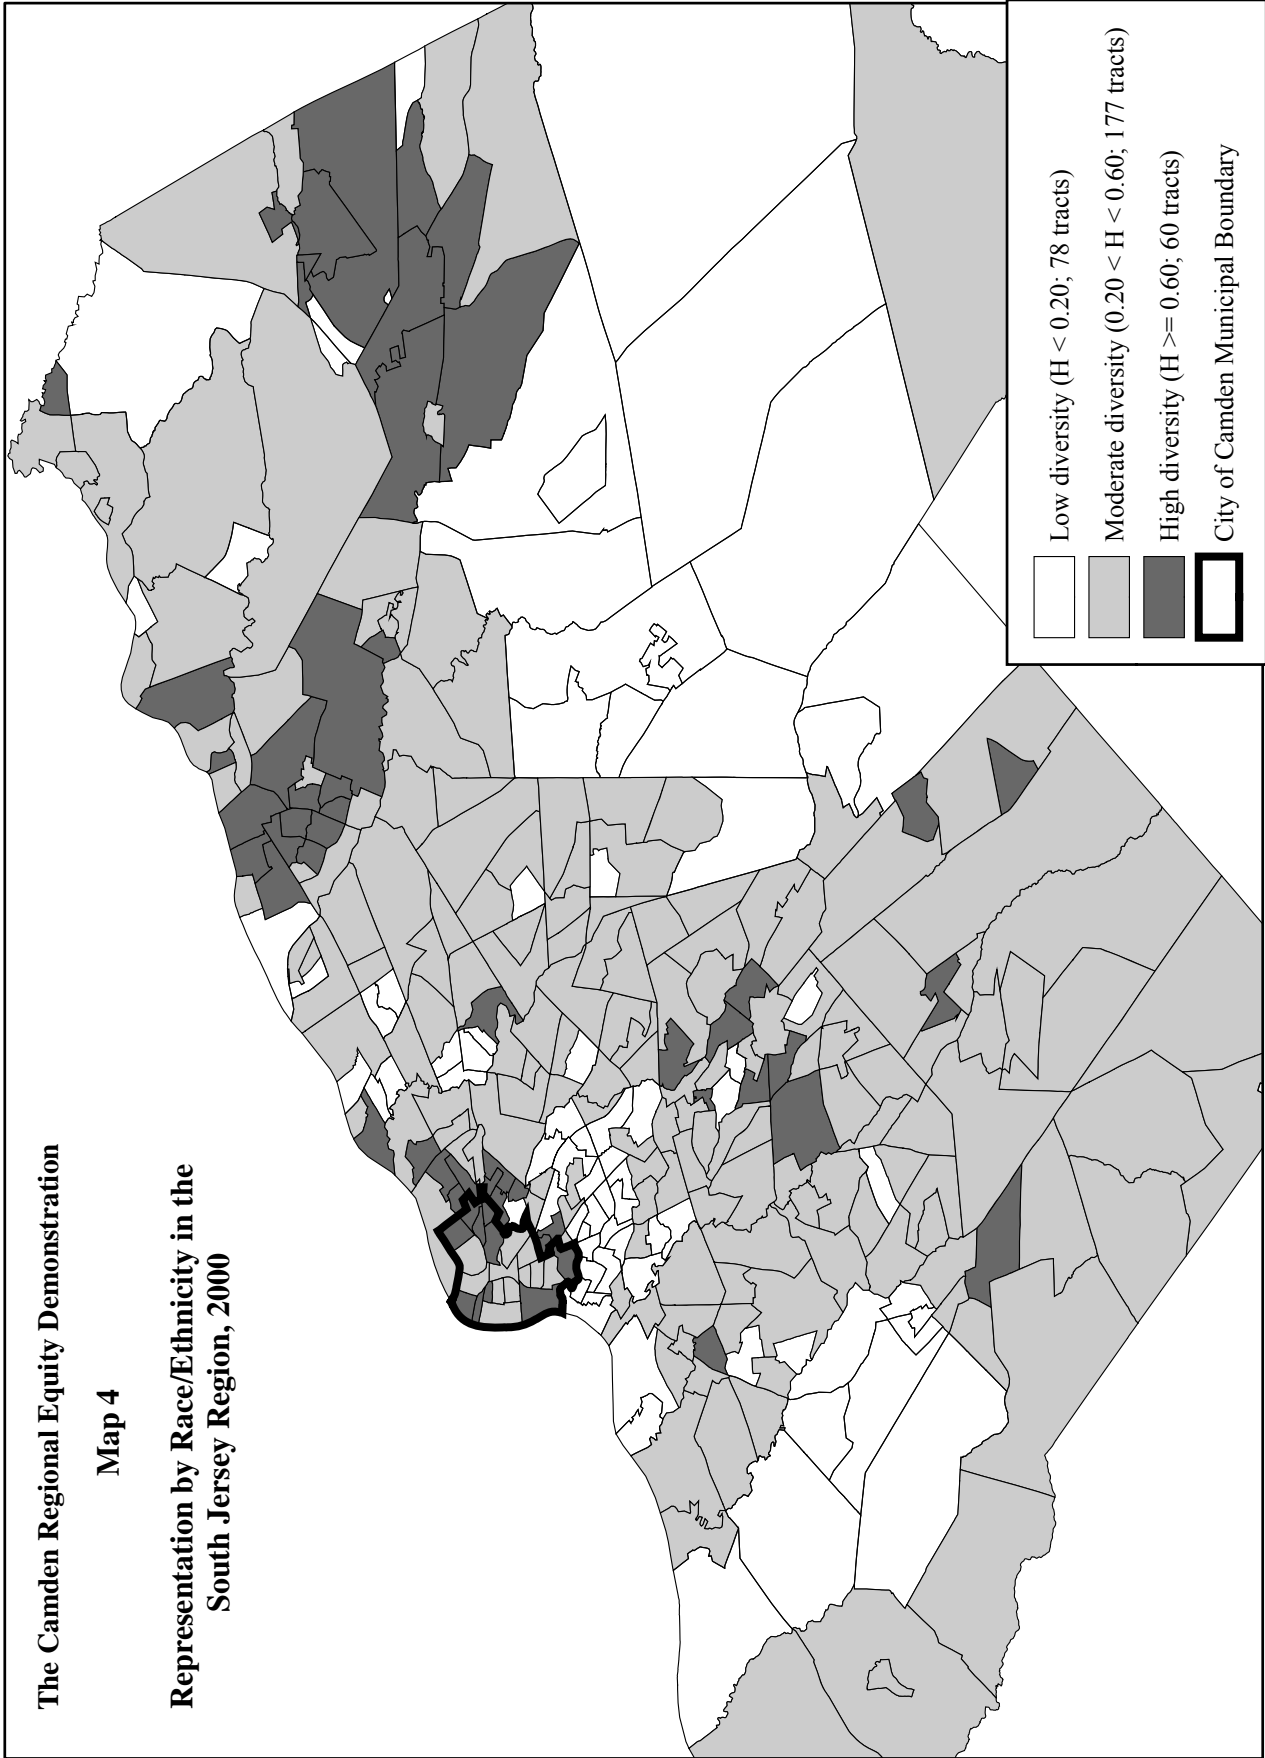 The Camden Regional Equity Demonstration
Map 4
Representation by Race/Ethnicity in the
South Jersey Region, 2000
Low diversity (H < 0.20; 78 tracts)
Moderate diversity (0.20 < H < 0.60; 177 tracts)
High diversity (H >= 0.60; 60 tracts)
City of Camden Municipal Boundary